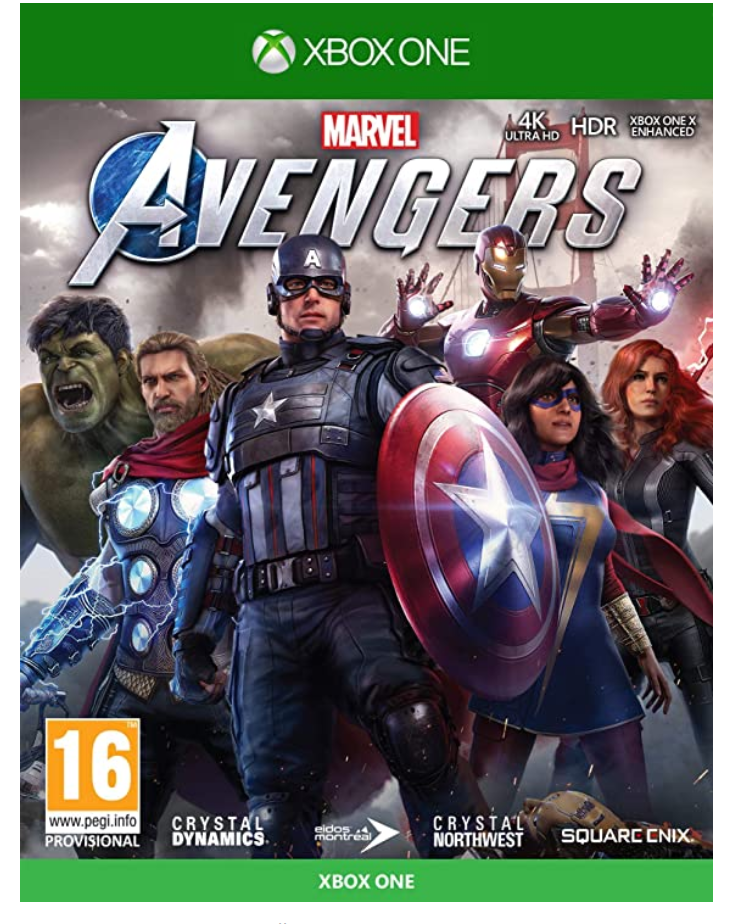 XBOX ONE
MARVEL
4K
ULTRA HD
HDR
XBOX ONE X
ENHANCED
AVENGERS
A
16
www.pegi.info
PROVISIONAL
CRYSTAL
DYNAMICS
eidos
montréal
CRYSTAL
NORTHWEST
SQUARE ENIX.
XBOX ONE